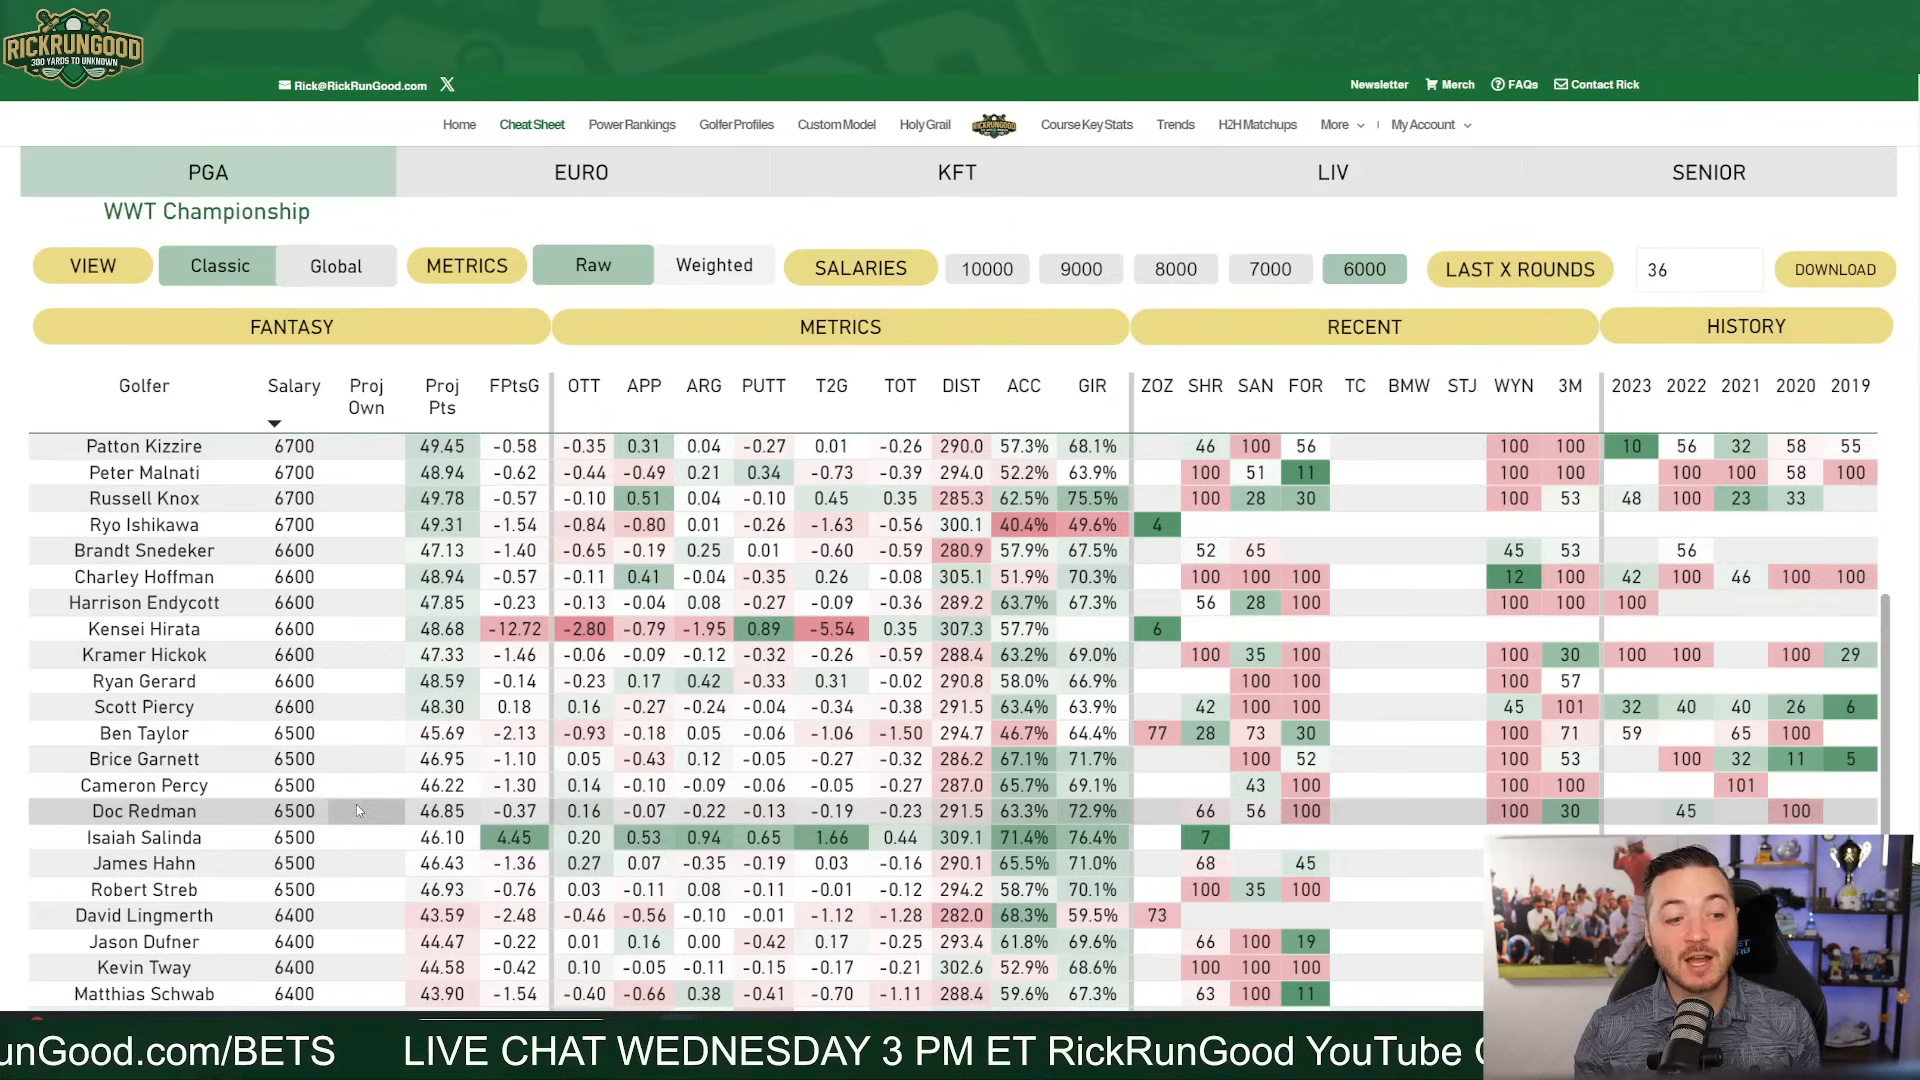 RICKRUNGOOD
300 YARDS TO UNKNOWN
Rick@RickRunGood.com
Newsletter Merch FAQs Contact Rick
Home Cheat Sheet Power Rankings Golfer Profiles Custom Model Holy Grail RICKRUNGOOD Course Key Stats Trends H2H Matchups More My Account
PGA EURO KFT LIV SENIOR
WWT Championship
VIEW Classic Global METRICS Raw Weighted SALARIES 10000 9000 8000 7000 6000 LAST X ROUNDS 36 DOWNLOAD
FANTASY METRICS RECENT HISTORY
Golfer Salary Proj Own Proj Pts FPtsG OTT APP ARG PUTT T2G TOT DIST ACC GIR ZOZ SHR SAN FOR TC BMW STJ WYN 3M 2023 2022 2021 2020 2019
Patton Kizzire 6700 49.45 -0.58 -0.35 0.31 0.04 -0.27 0.01 -0.26 290.0 57.3% 68.1% 46 100 56 100 100 10 56 32 58 55
Peter Malnati 6700 48.94 -0.62 -0.44 -0.49 0.21 0.34 -0.73 -0.39 294.0 52.2% 63.9% 100 51 11 100 100 100 100 58 100
Russell Knox 6700 49.78 -0.57 -0.10 0.51 0.04 -0.10 0.45 0.35 285.3 62.5% 75.5% 100 28 30 100 53 48 100 23 33
Ryo Ishikawa 6700 49.31 -1.54 -0.84 -0.80 0.01 -0.26 -1.63 -0.56 300.1 40.4% 49.6% 4
Brandt Snedeker 6600 47.13 -1.40 -0.65 -0.19 0.25 0.01 -0.60 -0.59 280.9 57.9% 67.5% 52 65 45 53 56
Charley Hoffman 6600 48.94 -0.57 -0.11 0.41 -0.04 -0.35 0.26 -0.08 305.1 51.9% 70.3% 100 100 100 12 100 42 100 46 100 100
Harrison Endycott 6600 47.85 -0.23 -0.13 -0.04 0.08 -0.27 -0.09 -0.36 289.2 63.7% 67.3% 56 28 100 100 100 100
Kensei Hirata 6600 48.68 -12.72 -2.80 -0.79 -1.95 0.89 -5.54 0.35 307.3 57.7% 6
Kramer Hickok 6600 47.33 -1.46 -0.06 -0.09 -0.12 -0.32 -0.26 -0.59 288.4 63.2% 69.0% 100 35 100 100 30 100 100 100 29
Ryan Gerard 6600 48.59 -0.14 -0.23 0.17 0.42 -0.33 0.31 -0.02 290.8 58.0% 66.9% 100 100 100 57
Scott Piercy 6600 48.30 0.18 0.16 -0.27 -0.24 -0.04 -0.34 -0.38 291.5 63.4% 63.9% 42 100 100 45 101 32 40 40 26 6
Ben Taylor 6500 45.69 -2.13 -0.93 -0.18 0.05 -0.06 -1.06 -1.50 294.7 46.7% 64.4% 77 28 73 30 100 71 59 65 100
Brice Garnett 6500 46.95 -1.10 0.05 -0.43 0.12 -0.05 -0.27 -0.32 286.2 67.1% 71.7% 100 52 100 53 100 32 11 5
Cameron Percy 6500 46.22 -1.30 0.14 -0.10 -0.09 -0.06 -0.05 -0.27 287.0 65.7% 69.1% 43 100 100 100 101
Doc Redman 6500 46.85 -0.37 0.16 -0.07 -0.22 -0.13 -0.19 -0.23 291.5 63.3% 72.9% 66 56 100 100 30 45 100
Isaiah Salinda 6500 46.10 4.45 0.20 0.53 0.94 0.65 1.66 0.44 309.1 71.4% 76.4% 7
James Hahn 6500 46.43 -1.36 0.27 0.07 -0.35 -0.19 0.03 -0.16 290.1 65.5% 71.0% 68 45
Robert Streb 6500 46.93 -0.76 0.03 -0.11 0.08 -0.11 -0.01 -0.12 294.2 58.7% 70.1% 100 35 100
David Lingmerth 6400 43.59 -2.48 -0.46 -0.56 -0.10 -0.01 -1.12 -1.28 282.0 68.3% 59.5% 73
Jason Dufner 6400 44.47 -0.22 0.01 0.16 0.00 -0.42 0.17 -0.25 293.4 61.8% 69.6% 66 100 19
Kevin Tway 6400 44.58 -0.42 0.10 -0.05 -0.11 -0.15 -0.17 -0.21 302.6 52.9% 68.6% 100 100 100
Matthias Schwab 6400 43.90 -1.54 -0.40 -0.66 0.38 -0.41 -0.70 -1.11 288.4 59.6% 67.3% 63 100 11
unGood.com/BETS LIVE CHAT WEDNESDAY 3 PM ET RickRunGood YouTube